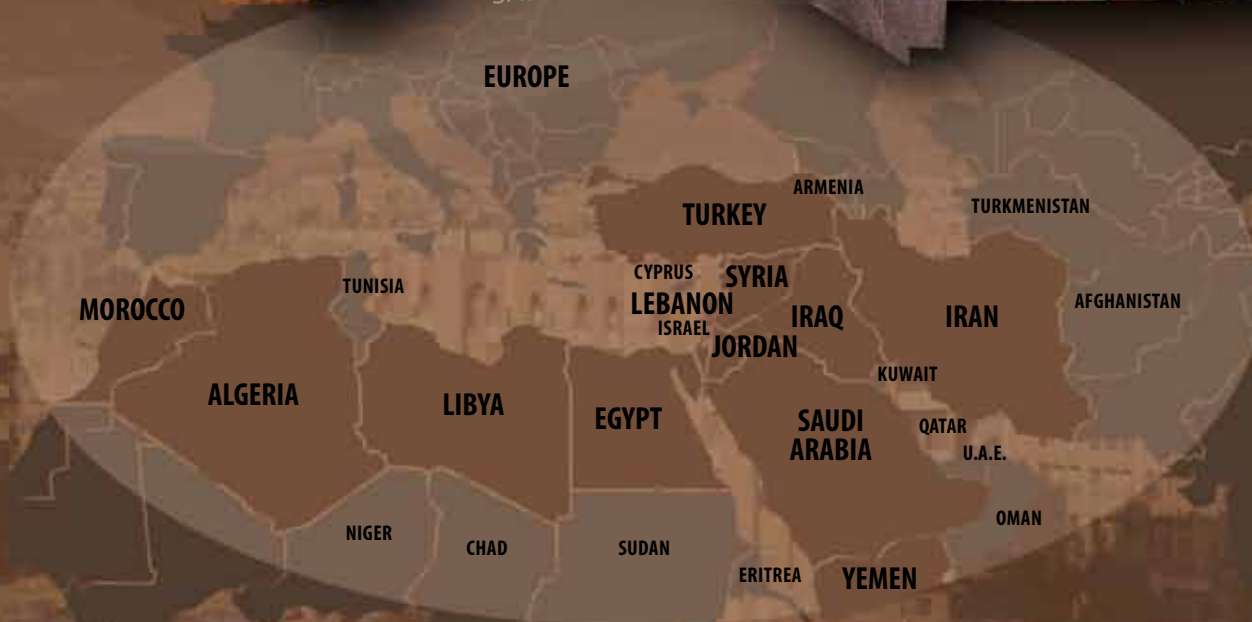 EUROPE
ARMENIA
TURKMENISTAN
TURKEY
CYPRUS
SYRIA
TUNISIA
LEBANON
AFGHANISTAN
MOROCCO
ISRAEL
IRAQ
IRAN
JORDAN
KUWAIT
ALGERIA
LIBYA
EGYPT
SAUDI
ARABIA
QATAR
U.A.E.
OMAN
NIGER
CHAD
SUDAN
ERITREA
YEMEN